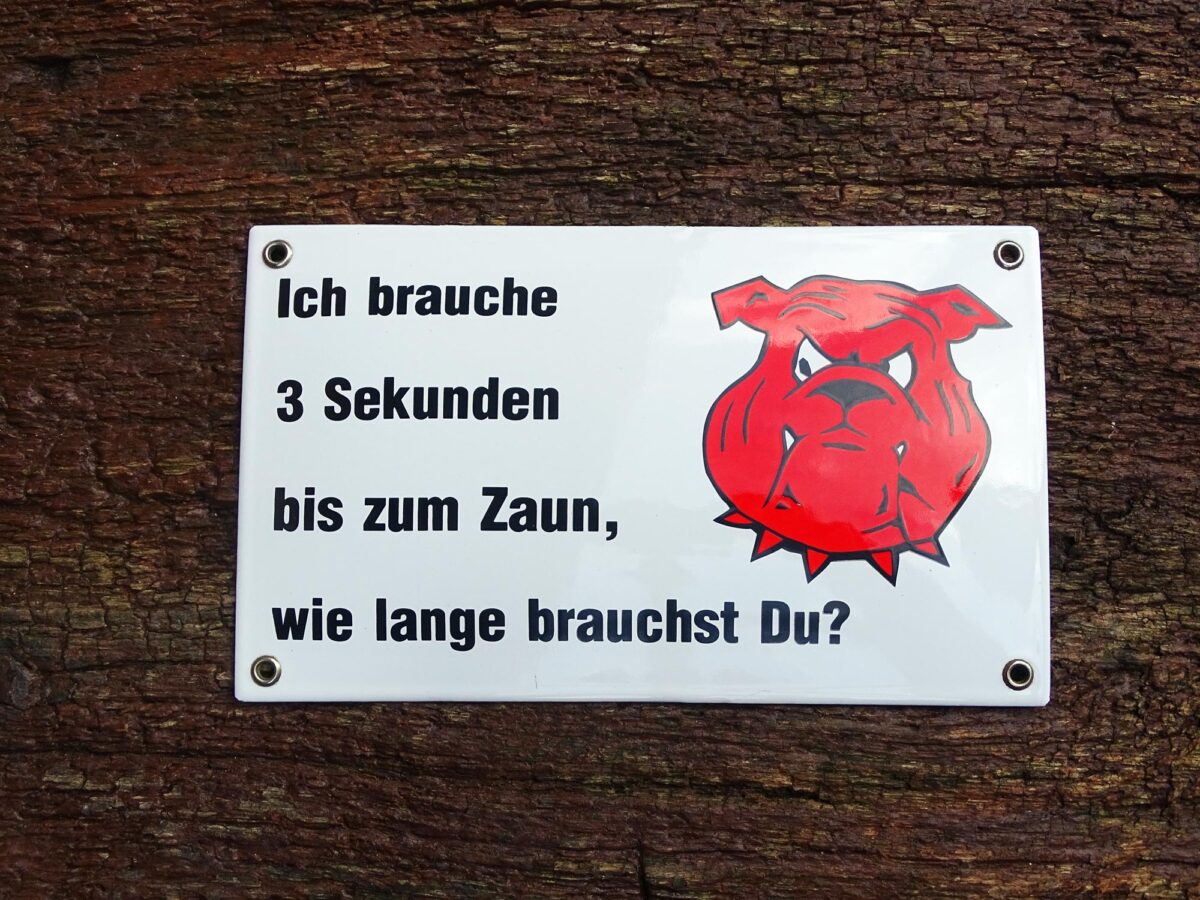 Ich brauche
3 Sekunden
bis zum Zaun,
wie lange brauchst Du?